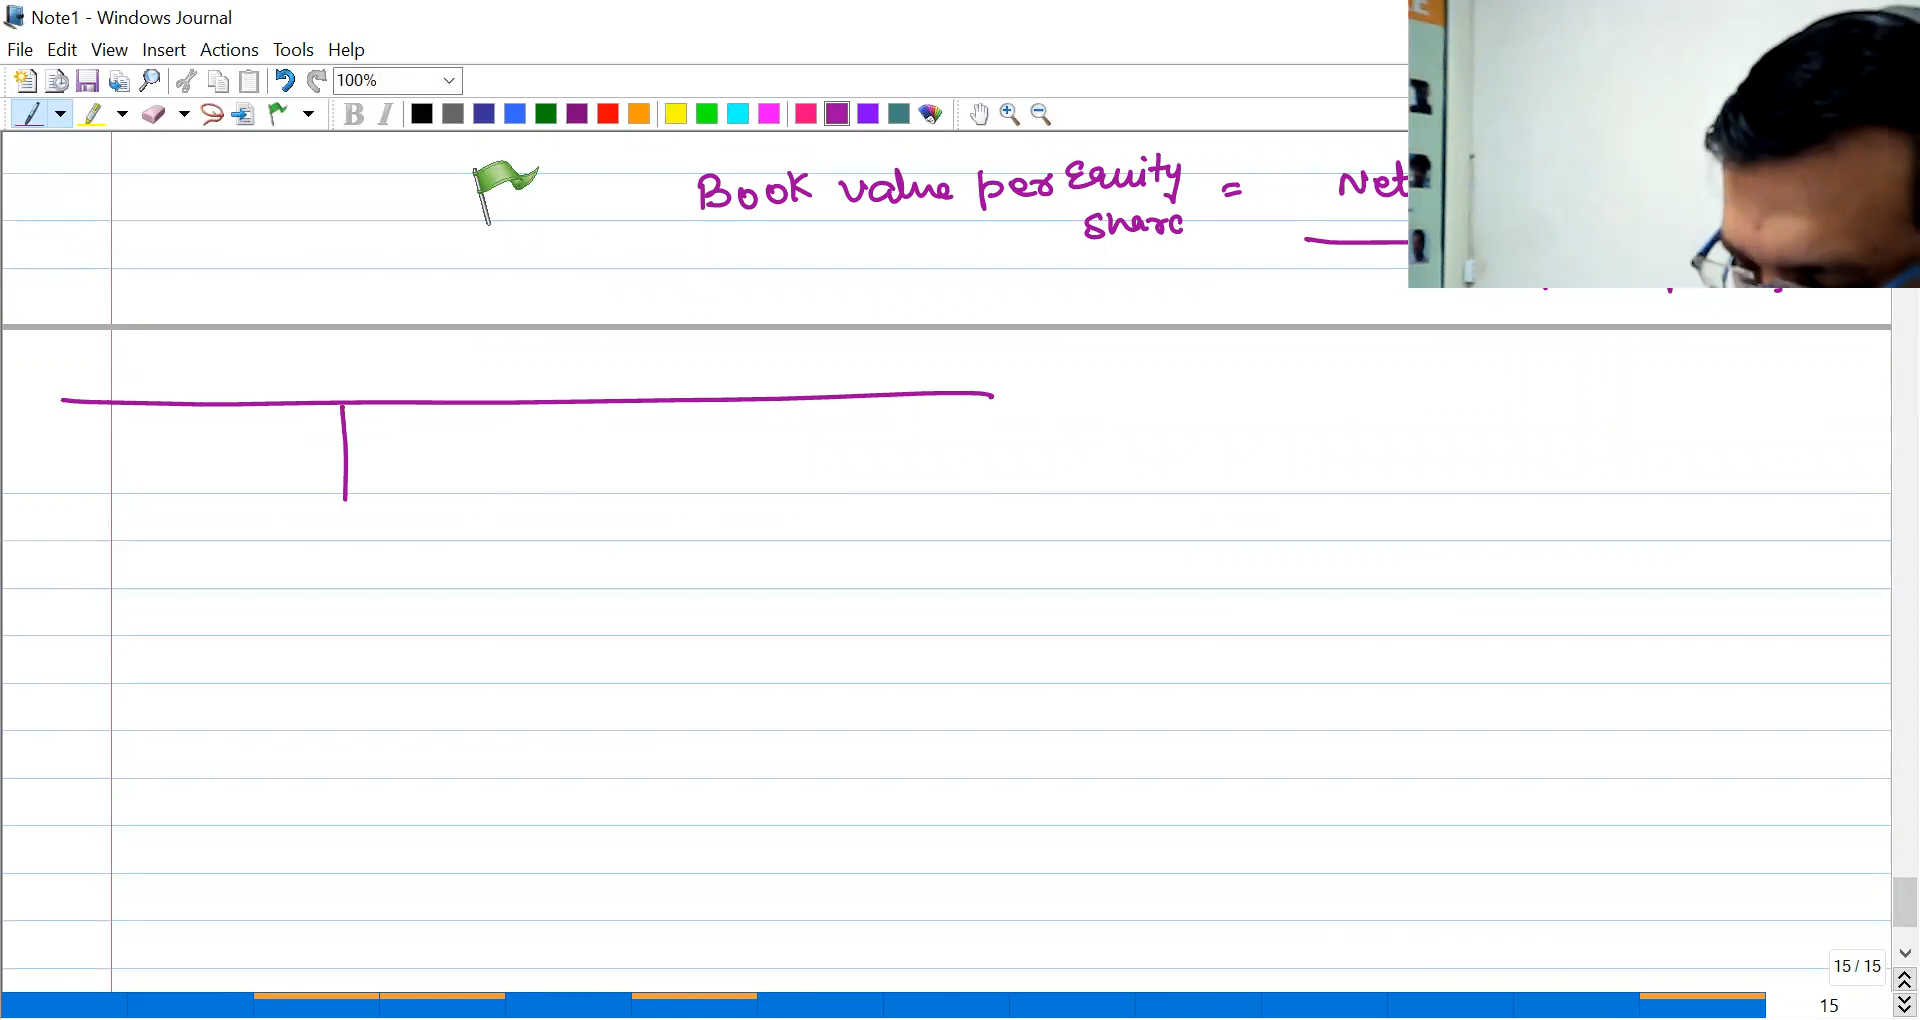 Note1 - Windows Journal
File Edit View Insert Actions Tools Help
100%
B I
Book value per Equity share = Net
15 / 15
15